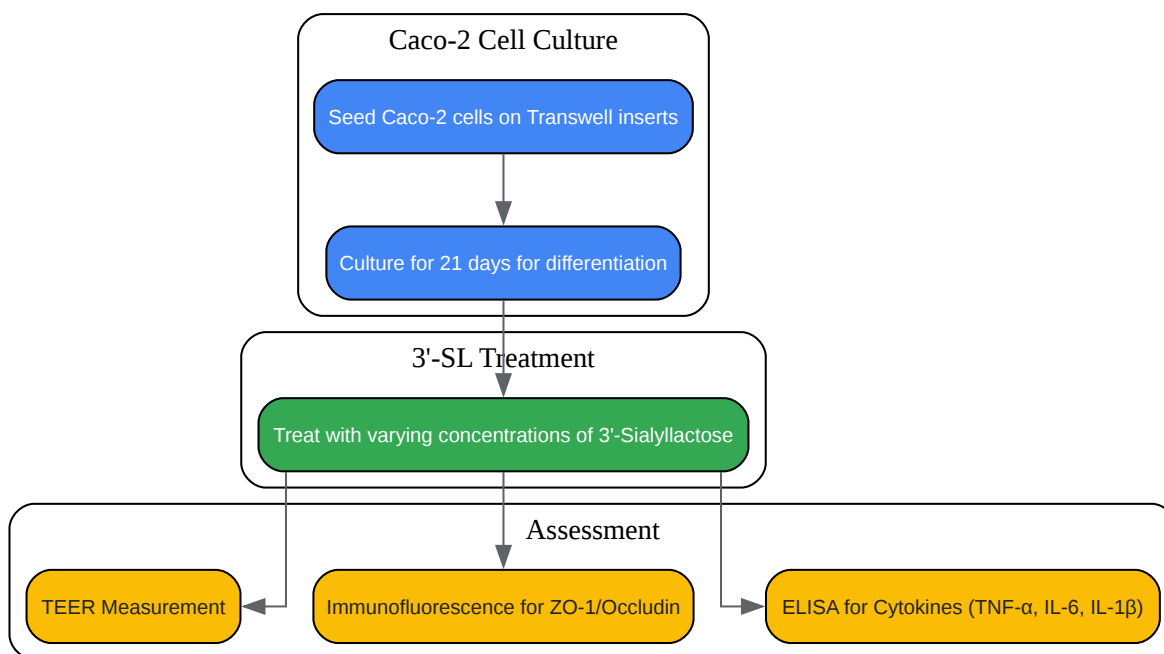 Caco-2 Cell Culture
Seed Caco-2 cells on Transwell inserts
Culture for 21 days for differentiation
3'-SL Treatment
Treat with varying concentrations of 3'-Sialyllactose
Assessment
TEER Measurement
Immunofluorescence for ZO-1/Occludin
ELISA for Cytokines (TNF-α, IL-6, IL-1β)